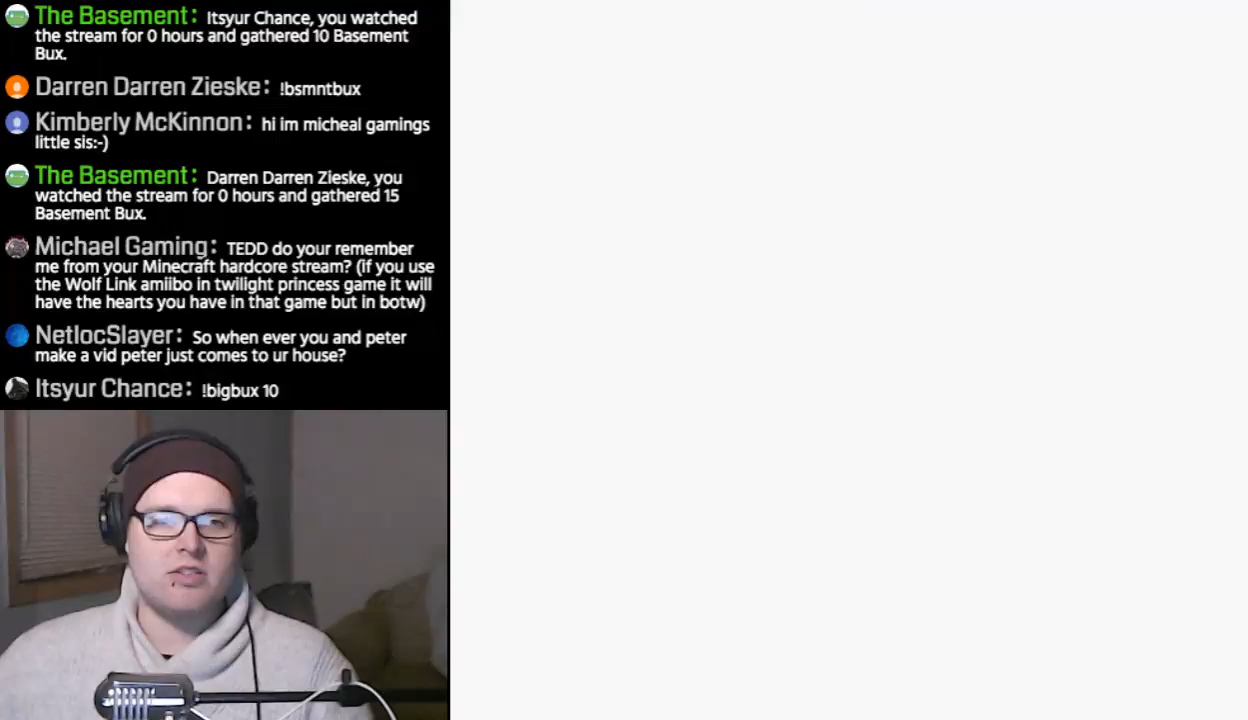 The Basement: Itsyur Chance, you watched
the stream for 0 hours and gathered 10 Basement
Bux.
Darren Darren Zieske: !bsmntbux
Kimberly McKinnon: hi im micheal gamings
little sis:-)
The Basement: Darren Darren Zieske, you
watched the stream for 0 hours and gathered 15
Basement Bux.
Michael Gaming: TEDD do your remember
me from your Minecraft hardcore stream? (if you use
the Wolf Link amiibo in twilight princess game it will
have the hearts you have in that game but in botw)
NetlocSlayer: So when ever you and peter
make a vid peter just comes to ur house?
Itsyur Chance: !bigbux 10